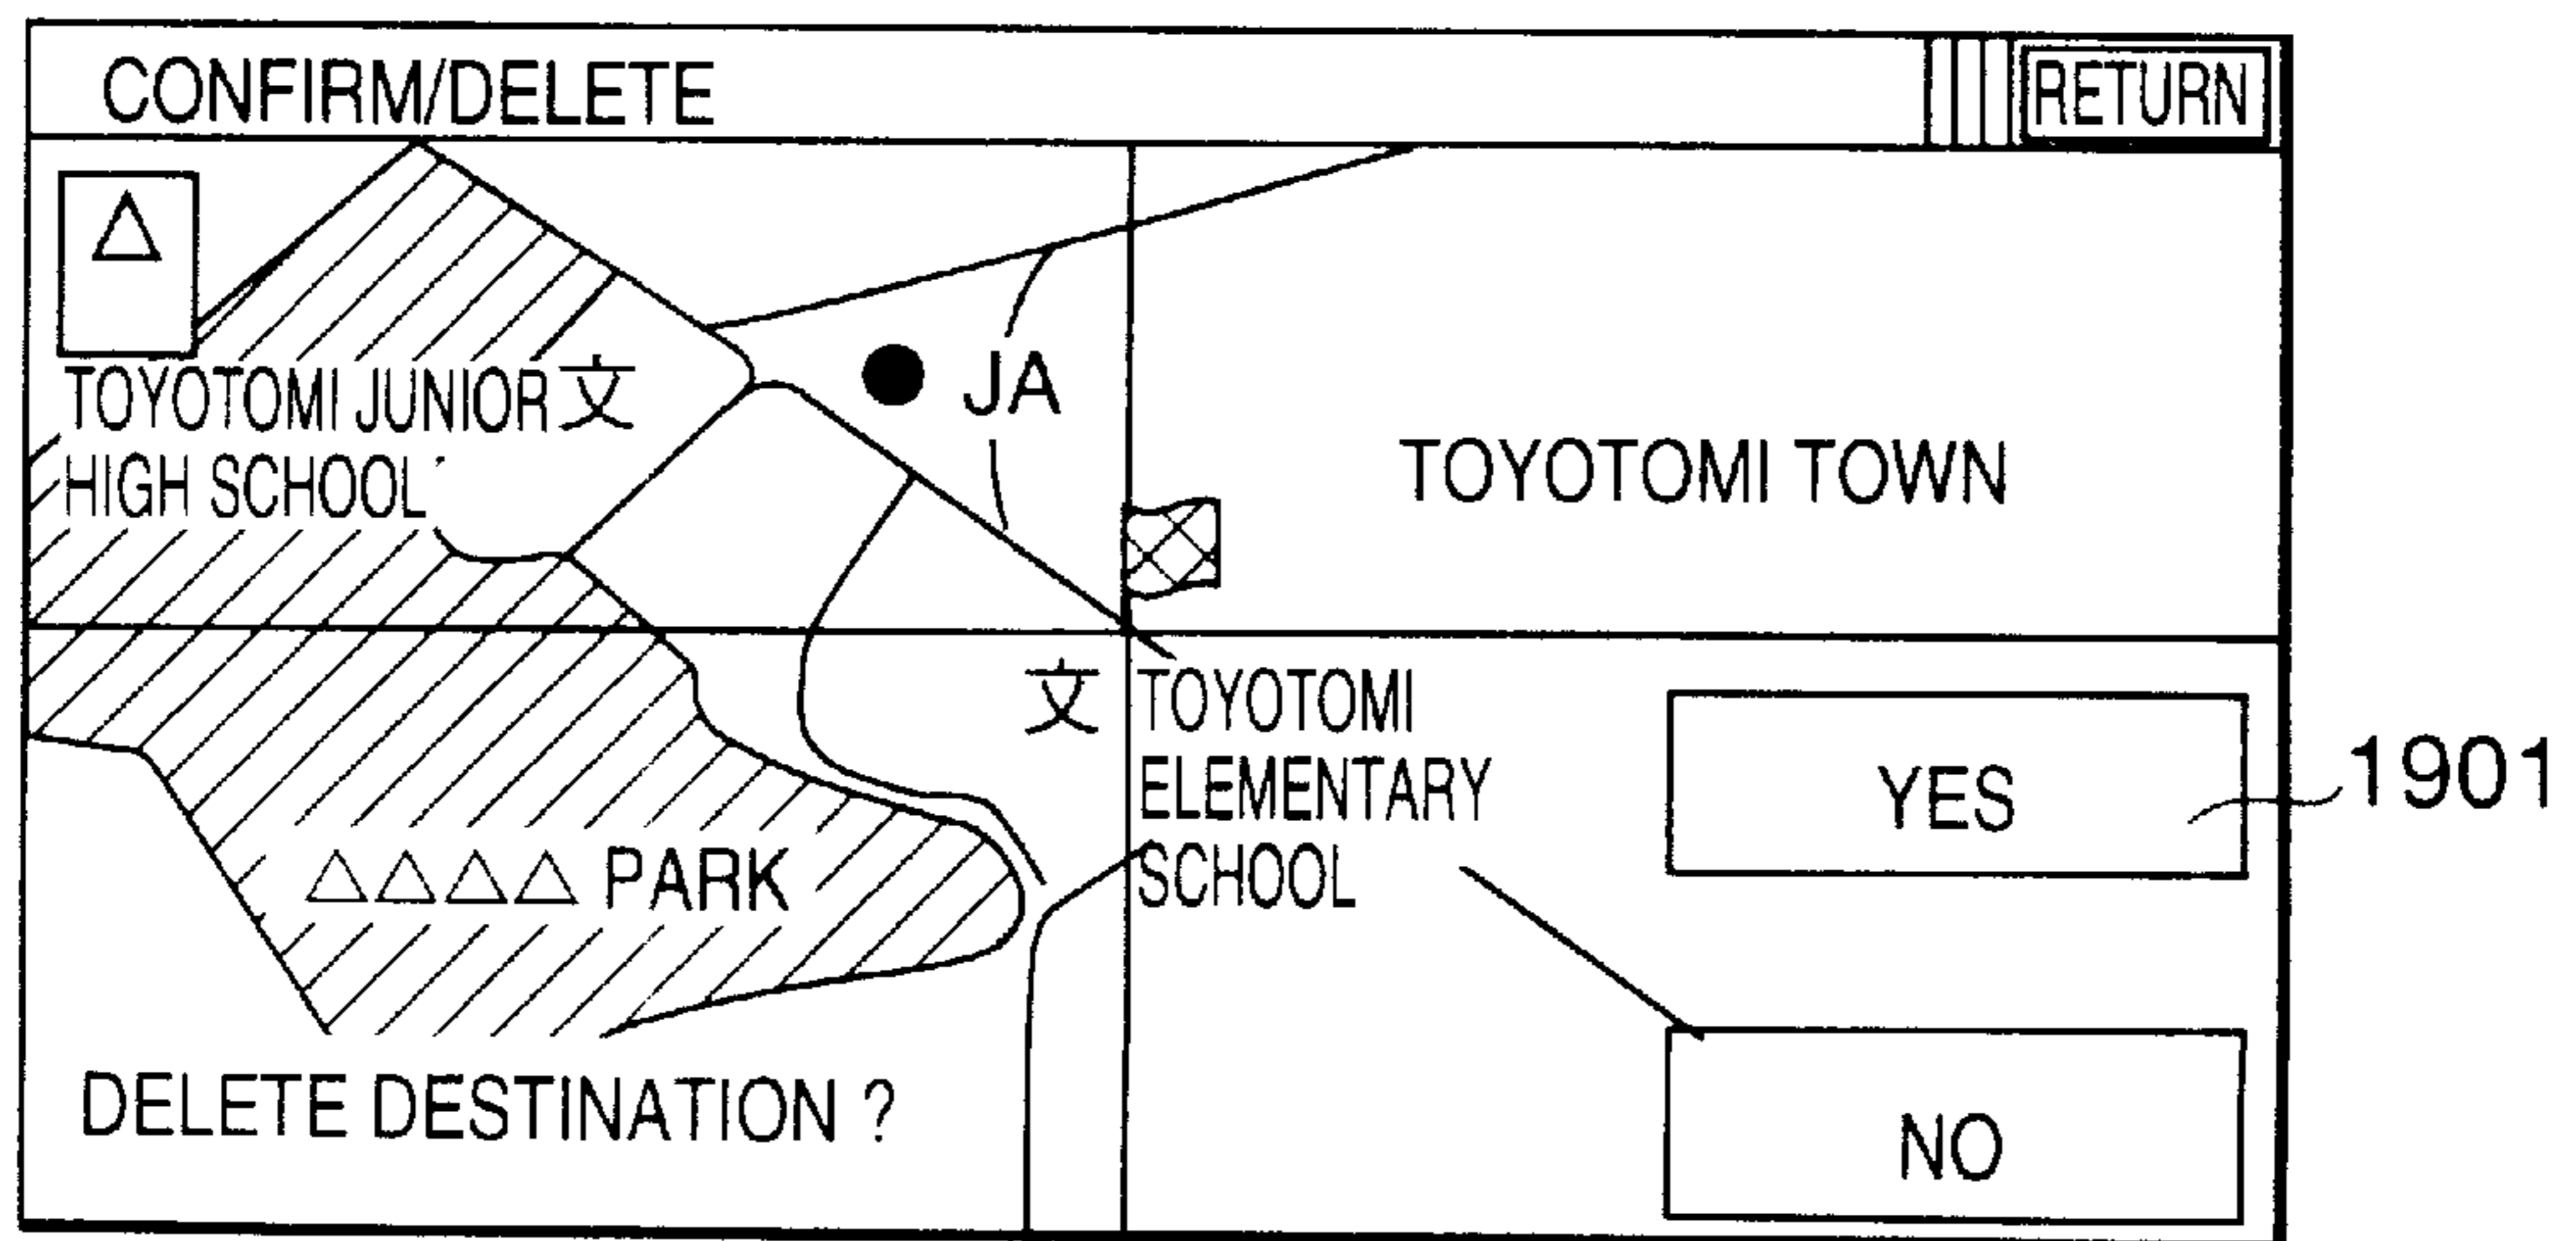 CONFIRM/DELETE
RETURN
△
TOYOTOMI JUNIOR 文
HIGH SCHOOL
JA
TOYOTOMI TOWN
文 TOYOTOMI
ELEMENTARY
SCHOOL
YES
1901
△△△△ PARK
DELETE DESTINATION ?
NO